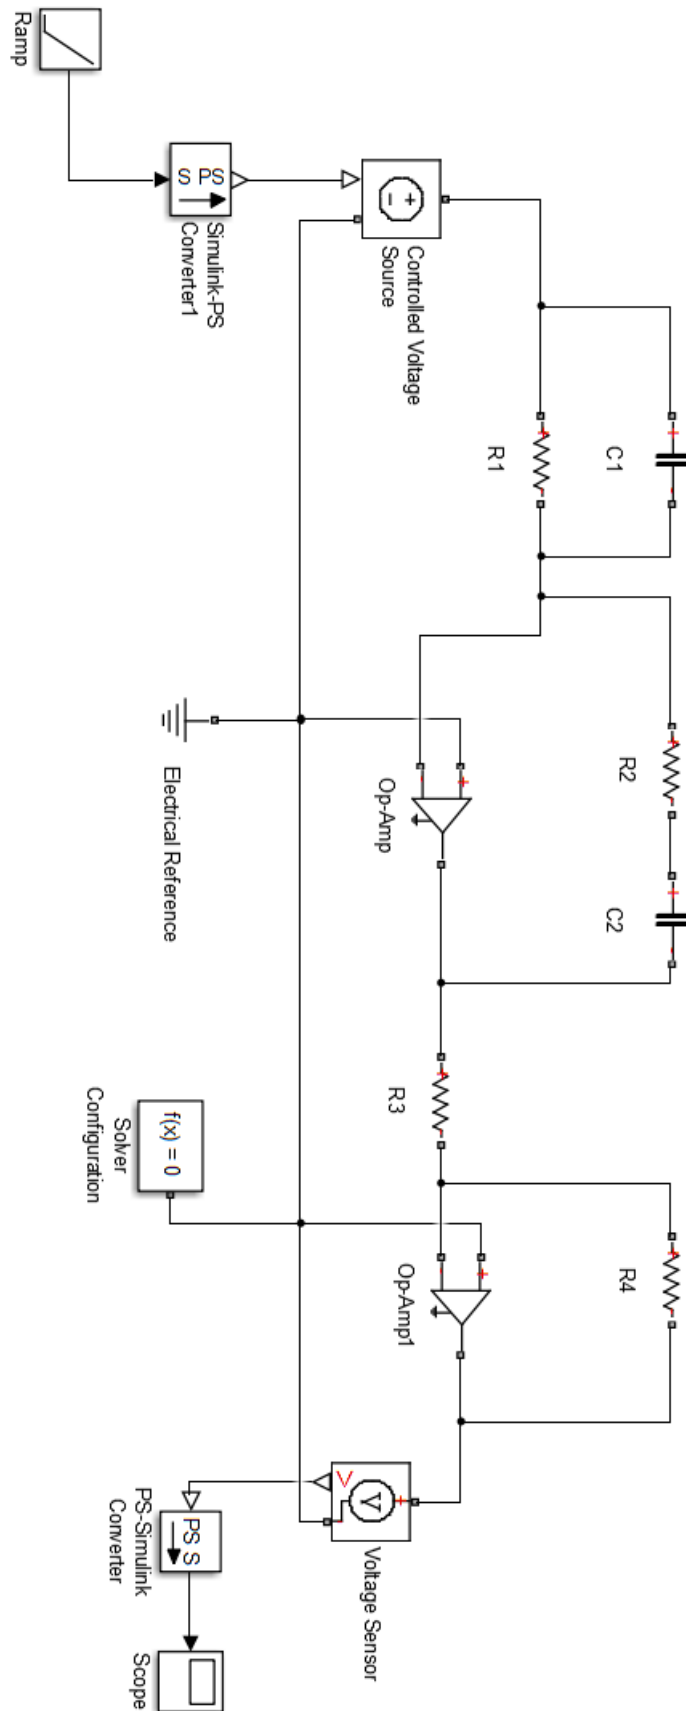 Ramp
S PS
Simulink-PS
Converter1
+
-
Controlled Voltage
Source
C1
+
-
R1
+
-
R2
+
-
C2
+
-
Op-Amp
+
-
Electrical Reference
R3
+
-
R4
+
-
Op-Amp1
+
-
f(x) = 0
Solver
Configuration
V
V
+
-
Voltage Sensor
PS S
PS-Simulink
Converter
Scope